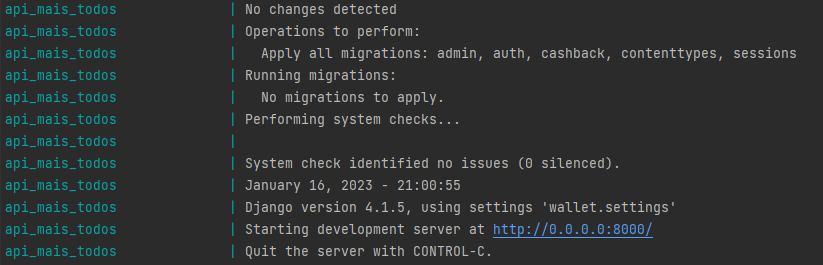 api_mais_todos | No changes detected
api_mais_todos | Operations to perform:
api_mais_todos |   Apply all migrations: admin, auth, cashback, contenttypes, sessions
api_mais_todos | Running migrations:
api_mais_todos |   No migrations to apply.
api_mais_todos | Performing system checks...
api_mais_todos |
api_mais_todos | System check identified no issues (0 silenced).
api_mais_todos | January 16, 2023 - 21:00:55
api_mais_todos | Django version 4.1.5, using settings 'wallet.settings'
api_mais_todos | Starting development server at http://0.0.0.0:8000/
api_mais_todos | Quit the server with CONTROL-C.